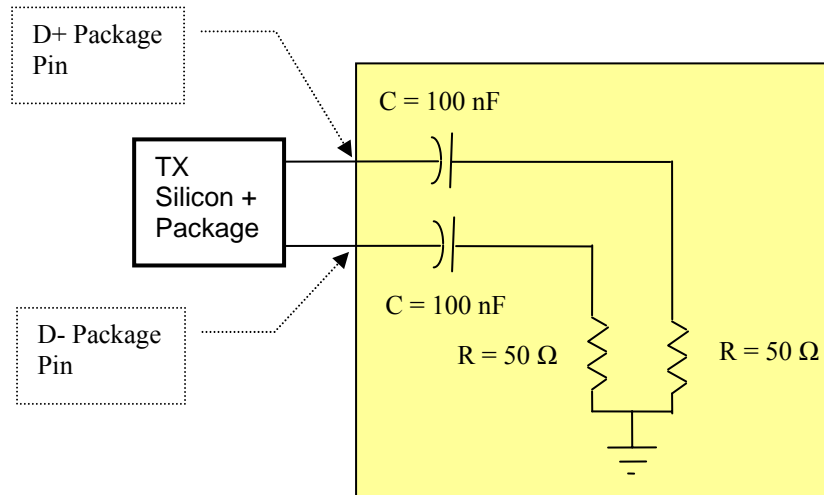 D+ Package
Pin
C = 100 nF
TX
Silicon +
Package
C = 100 nF
D- Package
Pin
R = 50 Ω
R = 50 Ω